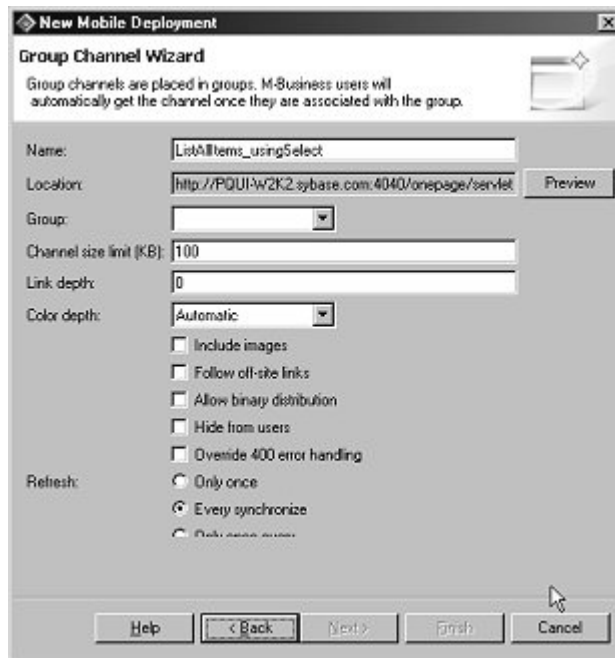 New Mobile Deployment
Group Channel Wizard
Group channels are placed in groups. M-Business users will
automatically get the channel once they are associated with the group.
Name: ListAllItems_usingSelect
Location: http://PQUI-W2K2.sybase.com:4040/onepage/servlet Preview
Group:
Channel size limit (KB): 100
Link depth: 0
Color depth: Automatic
Include images
Follow off-site links
Allow binary distribution
Hide from users
Override 400 error handling
Refresh: Only once
Every synchronize
Only once every
Help < Back Next > Finish Cancel